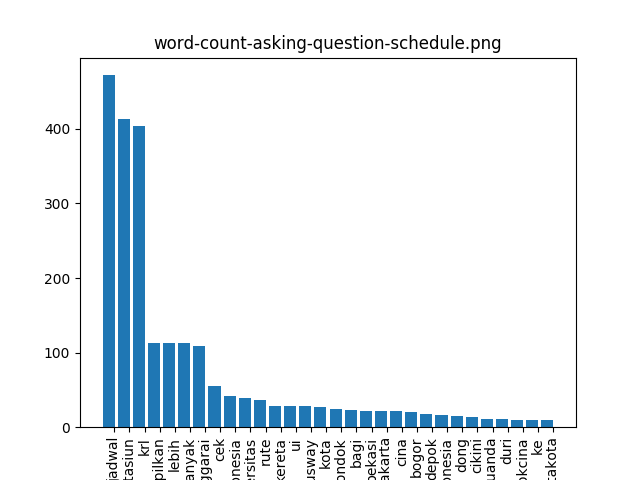 word-count-asking-question-schedule.png
400
300
200
100
0
jadwal
tasiun
krl
pilkan
lebih
anyak
ggarai
cek
onesia
ersitas
rute
kereta
ui
usway
kota
ondok
bagi
bekasi
akarta
cina
bogor
depok
onesia
dong
cikini
uanda
duri
okcina
ke
takota